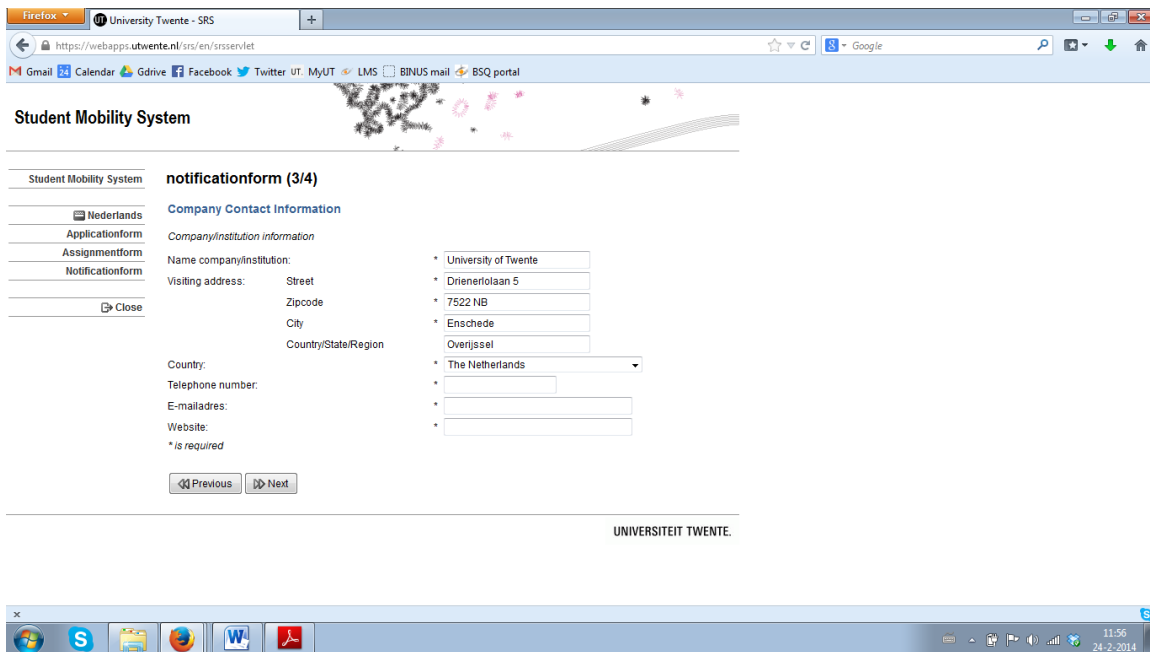 Firefox
University Twente - SRS
https://webapps.utwente.nl/srs/en/srsservlet
Google
Gmail 24 Calendar Gdrive Facebook Twitter UT. MyUT LMS BINUS mail BSQ portal
Student Mobility System
Student Mobility System
Nederlands
Applicationform
Assignmentform
Notificationform
Close
notificationform (3/4)
Company Contact Information
Company/institution information
Name company/institution: * University of Twente
Visiting address: Street * Drienerlolaan 5
Zipcode * 7522 NB
City * Enschede
Country/State/Region Overijssel
Country: * The Netherlands
Telephone number: *
E-mailadres: *
Website: *
* is required
Previous Next
UNIVERSITEIT TWENTE.
11:56
24-2-2014